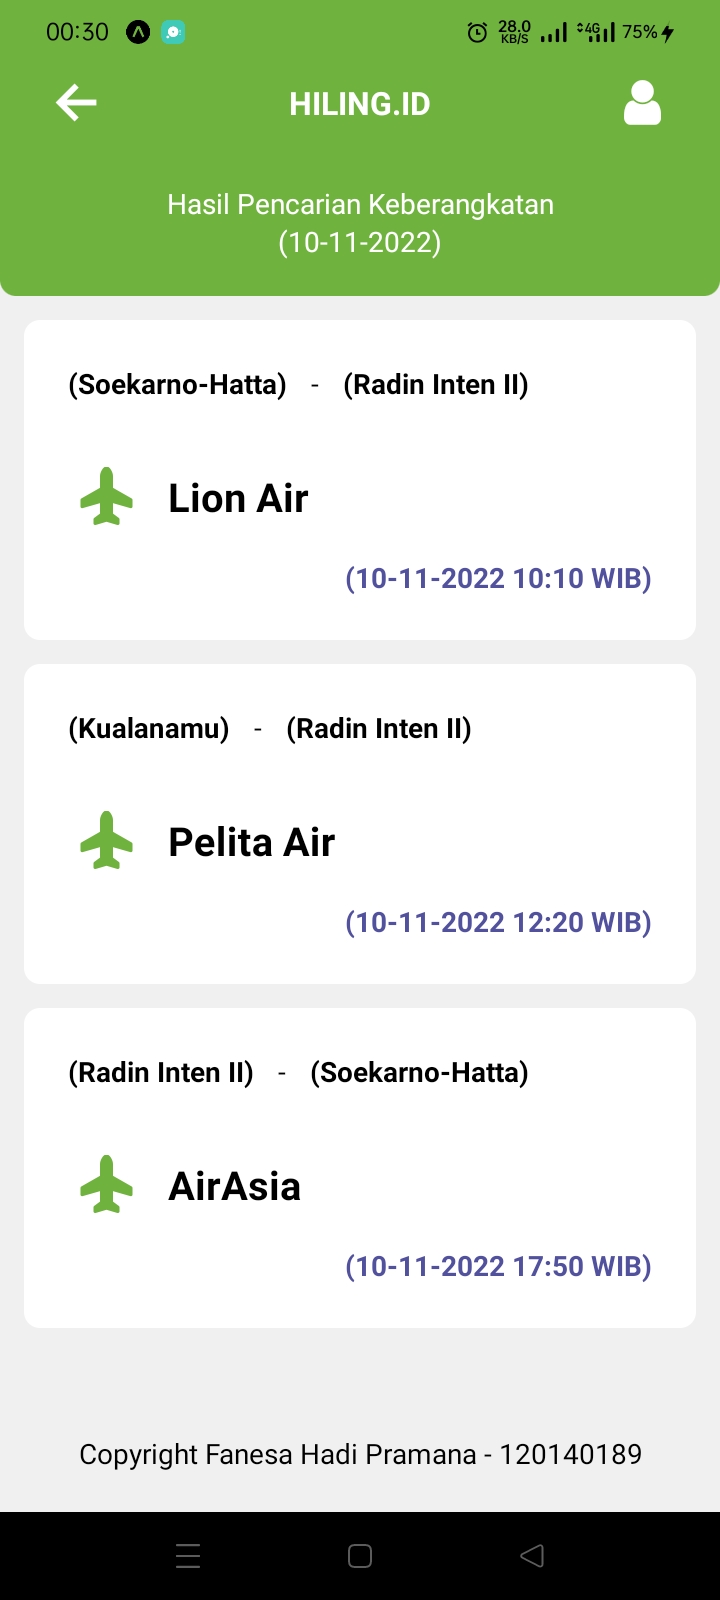 00:30
28.0
KB/S
4G
75%
HILING.ID
Hasil Pencarian Keberangkatan
(10-11-2022)
(Soekarno-Hatta) - (Radin Inten II)
Lion Air
(10-11-2022 10:10 WIB)
(Kualanamu) - (Radin Inten II)
Pelita Air
(10-11-2022 12:20 WIB)
(Radin Inten II) - (Soekarno-Hatta)
AirAsia
(10-11-2022 17:50 WIB)
Copyright Fanesa Hadi Pramana - 120140189